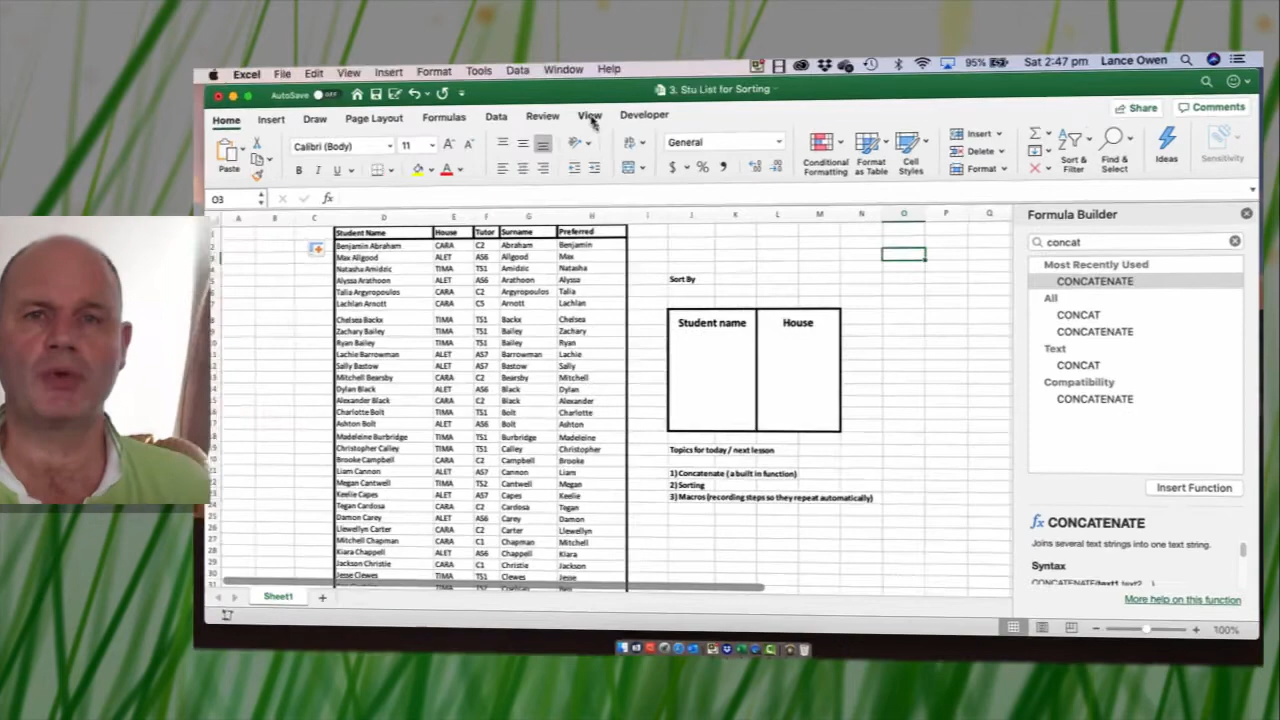 Excel File Edit View Insert Format Tools Data Window Help 95% Sat 2:47 pm Lance Owen
AutoSave OFF 3. Stu List for Sorting
Home Insert Draw Page Layout Formulas Data Review View Developer Share Comments
Paste Calibri (Body) 11 General Conditional Formatting Format as Table Cell Styles Insert Delete Format Sort & Filter Find & Select Ideas Sensitivity
B I U A $ %
O3 fx
A B C D E F G H I J K L M N O P Q
Student Name House Tutor Surname Preferred
Benjamin Abraham CARA C2 Abraham Benjamin
Max Allgood ALET AS6 Allgood Max
Natasha Amidzic TIMA TS1 Amidzic Natasha
Alyssa Arathoon ALET AS6 Arathoon Alyssa
Talia Argyropoulos CARA C2 Argyropoulos Talia
Lachlan Arnott CARA C5 Arnott Lachlan
Chelsea Backx TIMA TS1 Backx Chelsea
Zachary Bailey TIMA TS1 Bailey Zachary
Ryan Bailey TIMA TS1 Bailey Ryan
Lachie Barrowman ALET AS7 Barrowman Lachie
Sally Bastow ALET AS7 Bastow Sally
Mitchell Bearsby CARA C2 Bearsby Mitchell
Dylan Black ALET AS6 Black Dylan
Alexander Black CARA C2 Black Alexander
Charlotte Bolt TIMA TS1 Bolt Charlotte
Ashton Bolt ALET AS7 Bolt Ashton
Madeleine Burbridge TIMA TS1 Burbridge Madeleine
Christopher Calley TIMA TS1 Calley Christopher
Brooke Campbell CARA C2 Campbell Brooke
Liam Cannon ALET AS7 Cannon Liam
Megan Cantwell TIMA TS2 Cantwell Megan
Keelie Capes ALET AS7 Capes Keelie
Tegan Cardosa CARA C2 Cardosa Tegan
Damon Carey ALET AS6 Carey Damon
Llewellyn Carter CARA C2 Carter Llewellyn
Mitchell Chapman CARA C1 Chapman Mitchell
Kiara Chappell ALET AS6 Chappell Kiara
Jackson Christie CARA C1 Christie Jackson
Jesse Clewes TIMA TS1 Clewes Jesse
Sort By
Student name House
Topics for today / next lesson
1) Concatenate ( a built in function)
2) Sorting
3) Macros (recording steps so they repeat automatically)
Sheet1
Formula Builder
concat
Most Recently Used
CONCATENATE
All
CONCAT
CONCATENATE
Text
CONCAT
Compatibility
CONCATENATE
Insert Function
fx CONCATENATE
Joins several text strings into one text string.
Syntax
CONCATENATE(text1,text2,...)
More help on this function
100%